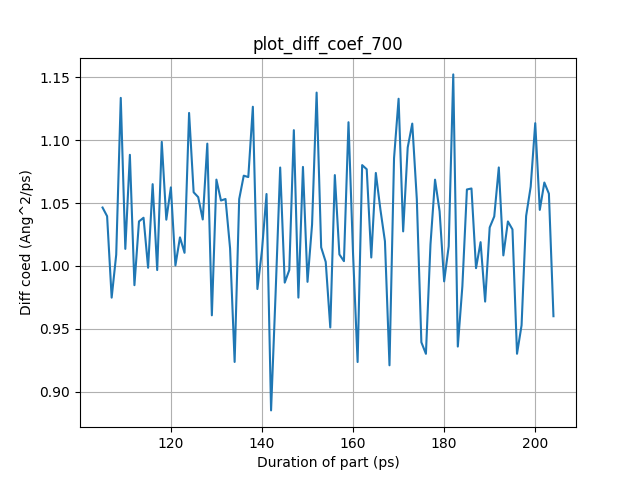 plot_diff_coef_700
Diff coed (Ang^2/ps)
1.15
1.10
1.05
1.00
0.95
0.90
120 140 160 180 200
Duration of part (ps)